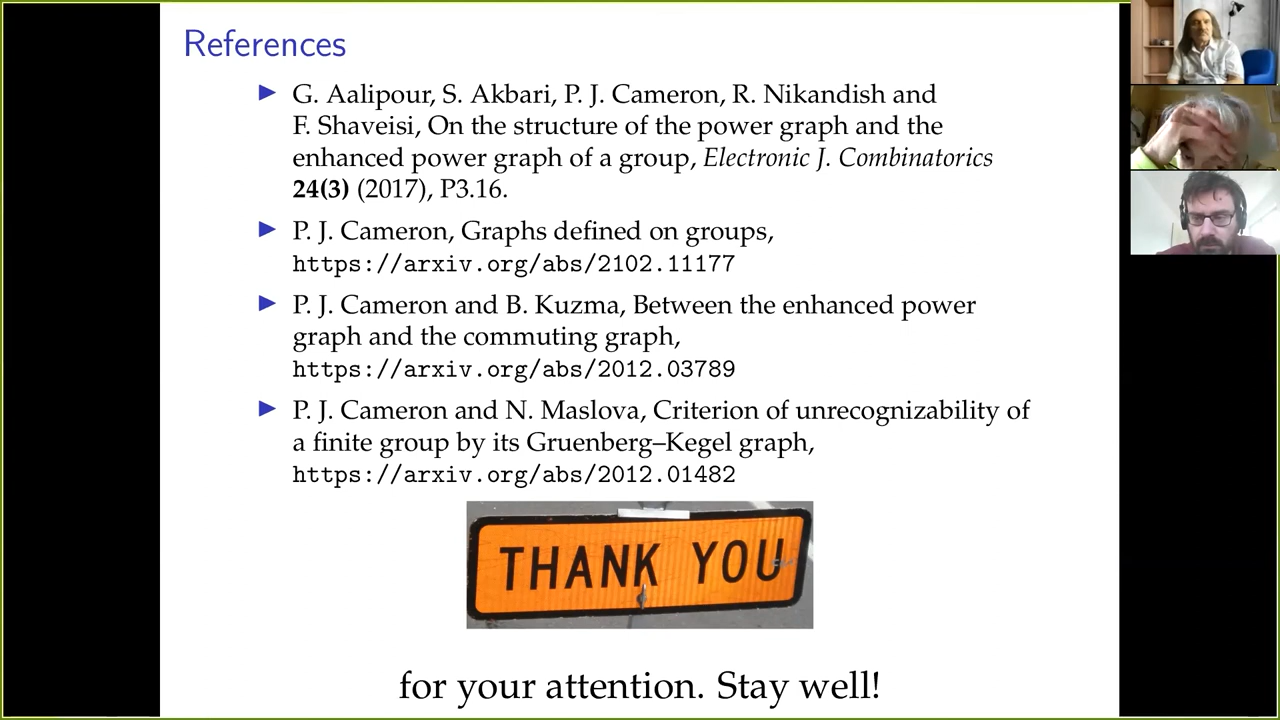 References
▶ G. Aalipour, S. Akbari, P. J. Cameron, R. Nikandish and
F. Shaveisi, On the structure of the power graph and the
enhanced power graph of a group, Electronic J. Combinatorics
24(3) (2017), P3.16.
▶ P. J. Cameron, Graphs defined on groups,
https://arxiv.org/abs/2102.11177
▶ P. J. Cameron and B. Kuzma, Between the enhanced power
graph and the commuting graph,
https://arxiv.org/abs/2012.03789
▶ P. J. Cameron and N. Maslova, Criterion of unrecognizability of
a finite group by its Gruenberg–Kegel graph,
https://arxiv.org/abs/2012.01482
THANK YOU
for your attention. Stay well!